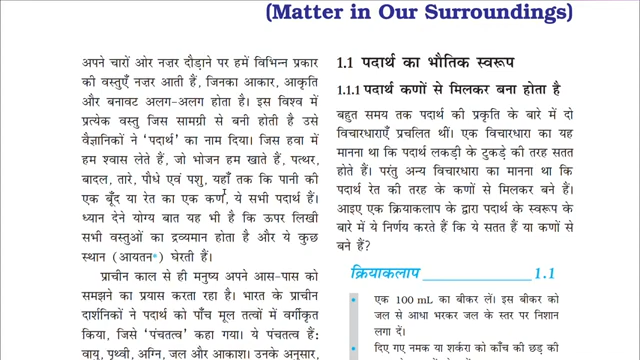 (Matter in Our Surroundings)
अपने चारों ओर नज़र दौड़ाने पर हमें विभिन्न प्रकार
की वस्तुएँ नज़र आती हैं, जिनका आकार, आकृति
और बनावट अलग-अलग होता है। इस विश्व में
प्रत्येक वस्तु जिस सामग्री से बनी होती है उसे
वैज्ञानिकों ने 'पदार्थ' का नाम दिया। जिस हवा में
हम श्वास लेते हैं, जो भोजन हम खाते हैं, पत्थर,
बादल, तारे, पौधे एवं पशु, यहाँ तक कि पानी की
एक बूँद या रेत का एक कण, ये सभी पदार्थ हैं।
ध्यान देने योग्य बात यह भी है कि ऊपर लिखी
सभी वस्तुओं का द्रव्यमान होता है और ये कुछ
स्थान (आयतन*) घेरती हैं।
प्राचीन काल से ही मनुष्य अपने आस-पास को
समझने का प्रयास करता रहा है। भारत के प्राचीन
दार्शनिकों ने पदार्थ को पाँच मूल तत्वों में वर्गीकृत
किया, जिसे 'पंचतत्व' कहा गया। ये पंचतत्व हैं:
वायु, पृथ्वी, अग्नि, जल और आकाश। उनके अनुसार,
1.1 पदार्थ का भौतिक स्वरूप
1.1.1 पदार्थ कणों से मिलकर बना होता है
बहुत समय तक पदार्थ की प्रकृति के बारे में दो
विचारधाराएँ प्रचलित थीं। एक विचारधारा का यह
मानना था कि पदार्थ लकड़ी के टुकड़े की तरह सतत
होते हैं। परंतु अन्य विचारधारा का मानना था कि
पदार्थ रेत की तरह के कणों से मिलकर बने हैं।
आइए एक क्रियाकलाप के द्वारा पदार्थ के स्वरूप के
बारे में ये निर्णय करते हैं कि ये सतत हैं या कणों से
बने हैं?
क्रियाकलाप 1.1
• एक 100 mL का बीकर लें। इस बीकर को
जल से आधा भरकर जल के स्तर पर निशान
लगा दें।
• दिए गए नमक या शर्करा को काँच की छड़ की